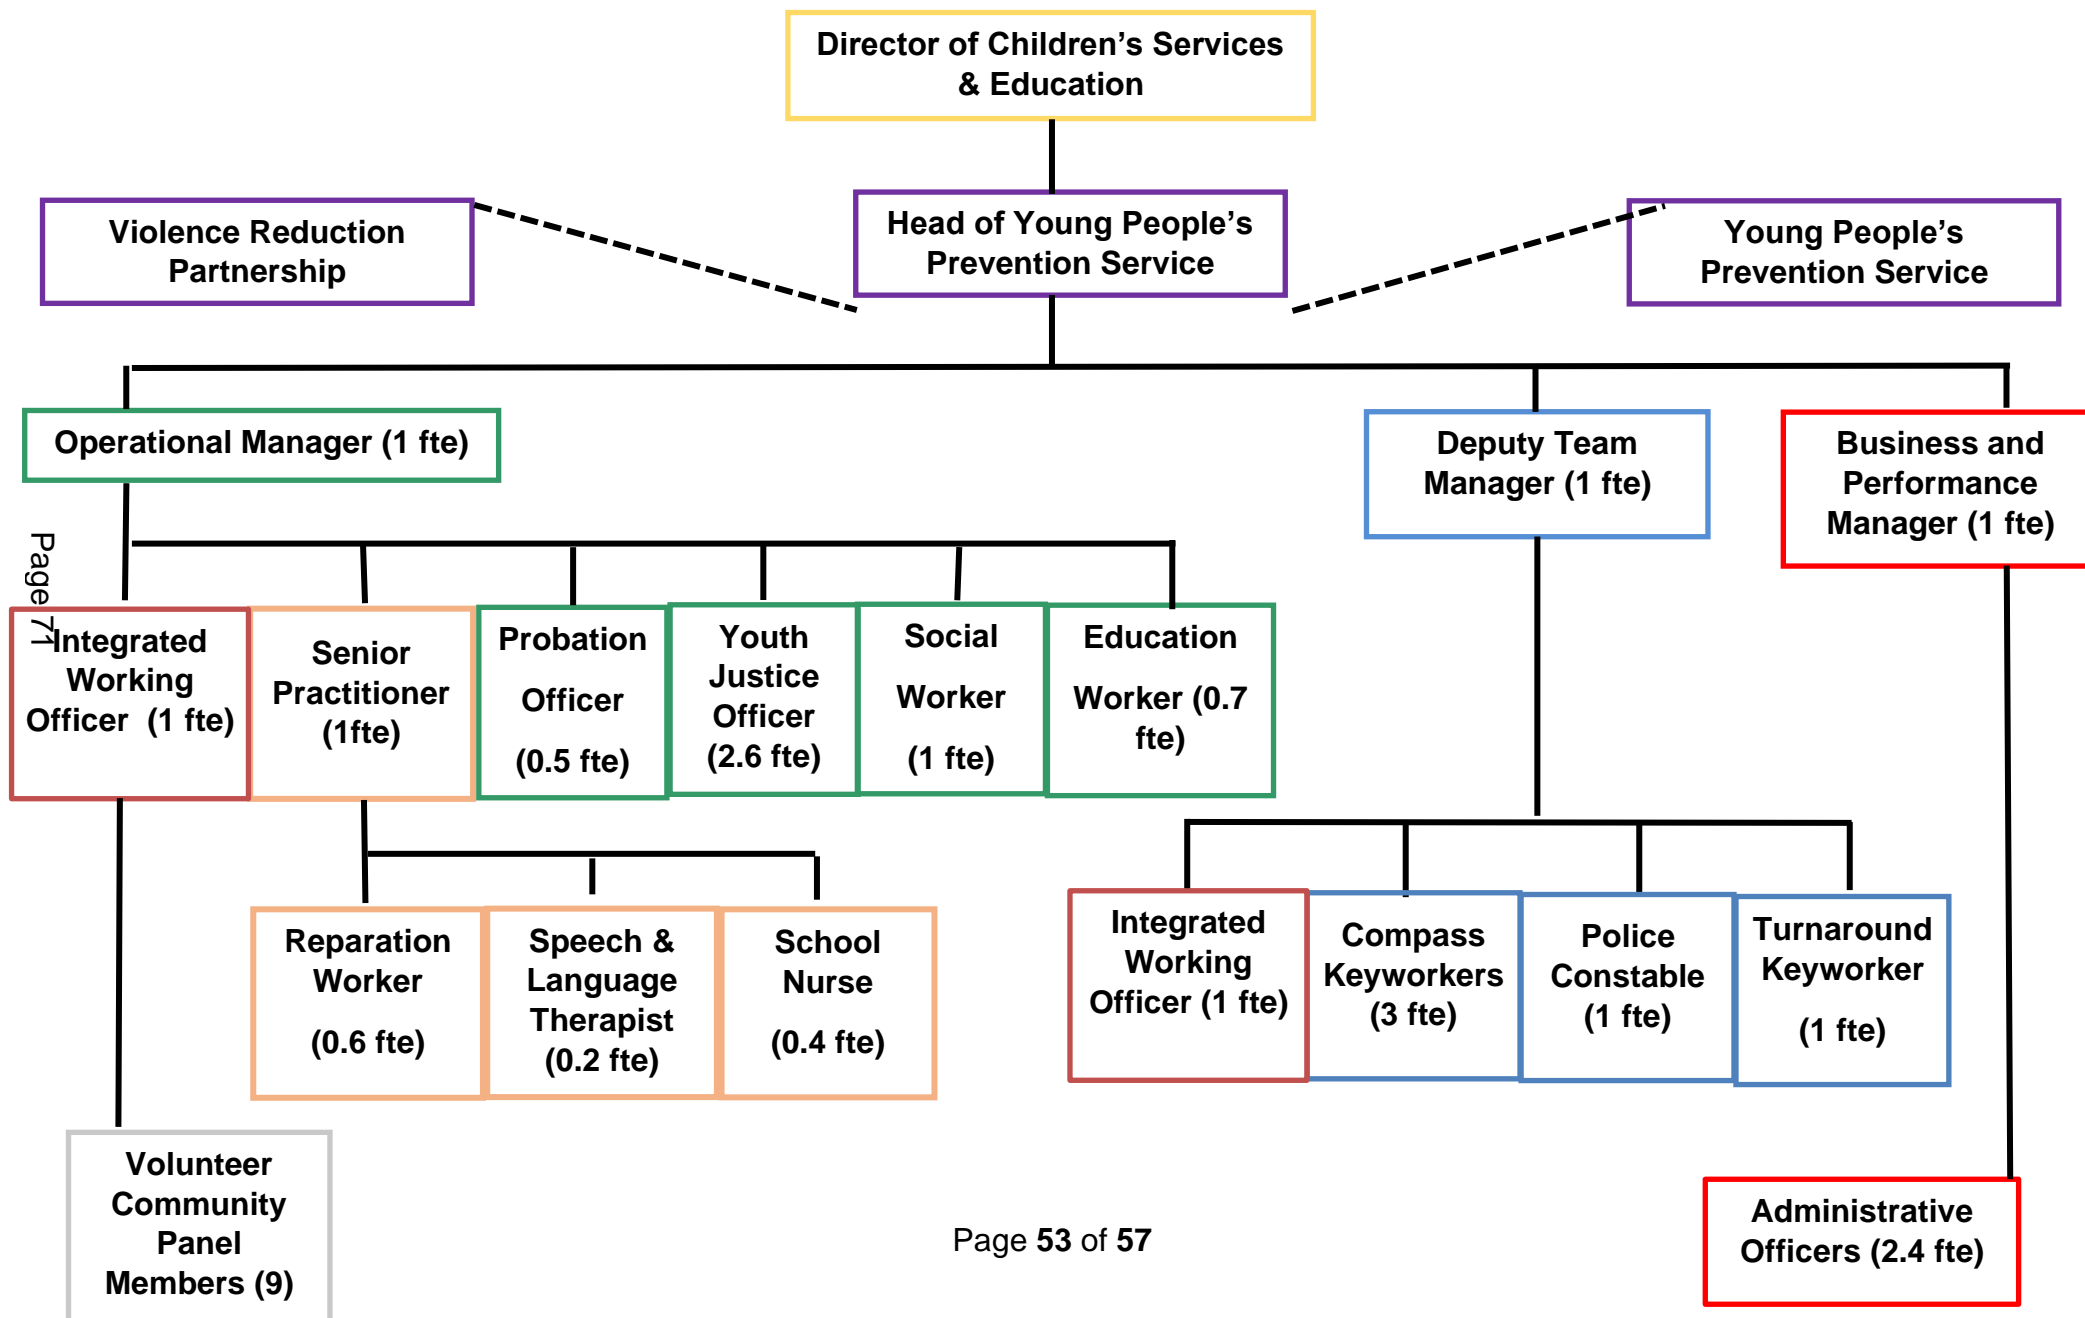 Director of Children’s Services
& Education
Violence Reduction
Partnership
Head of Young People’s
Prevention Service
Young People’s
Prevention Service
Operational Manager (1 fte)
Deputy Team
Manager (1 fte)
Business and
Performance
Manager (1 fte)
Page 71
Integrated
Working
Officer (1 fte)
Senior
Practitioner
(1fte)
Probation
Officer
(0.5 fte)
Youth
Justice
Officer
(2.6 fte)
Social
Worker
(1 fte)
Education
Worker (0.7
fte)
Reparation
Worker
(0.6 fte)
Speech &
Language
Therapist
(0.2 fte)
School
Nurse
(0.4 fte)
Integrated
Working
Officer (1 fte)
Compass
Keyworkers
(3 fte)
Police
Constable
(1 fte)
Turnaround
Keyworker
(1 fte)
Volunteer
Community
Panel
Members (9)
Administrative
Officers (2.4 fte)
Page 53 of 57